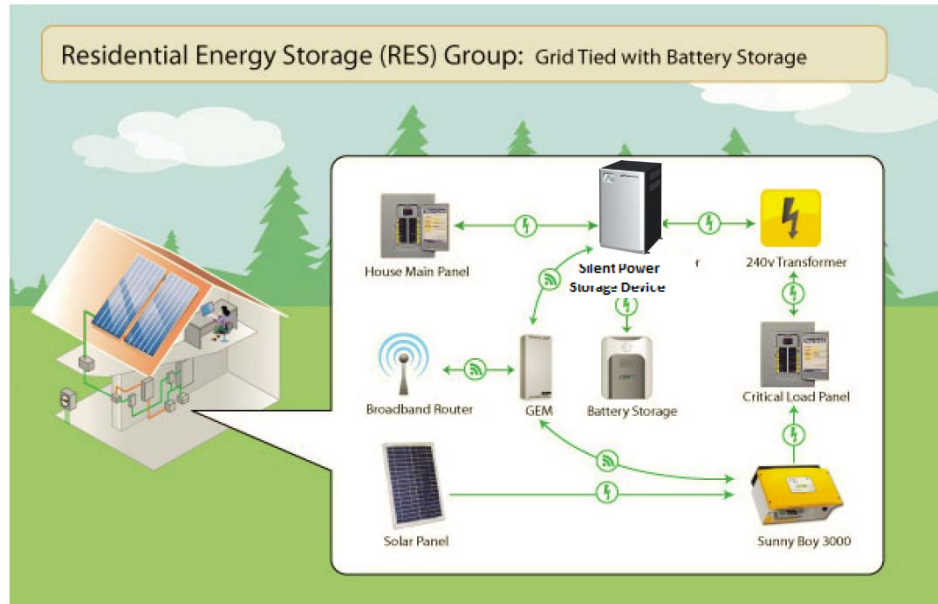 Residential Energy Storage (RES) Group: Grid Tied with Battery Storage
House Main Panel
Silent Power
Storage Device
240v Transformer
Broadband Router
GEM
Battery Storage
Critical Load Panel
Solar Panel
Sunny Boy 3000